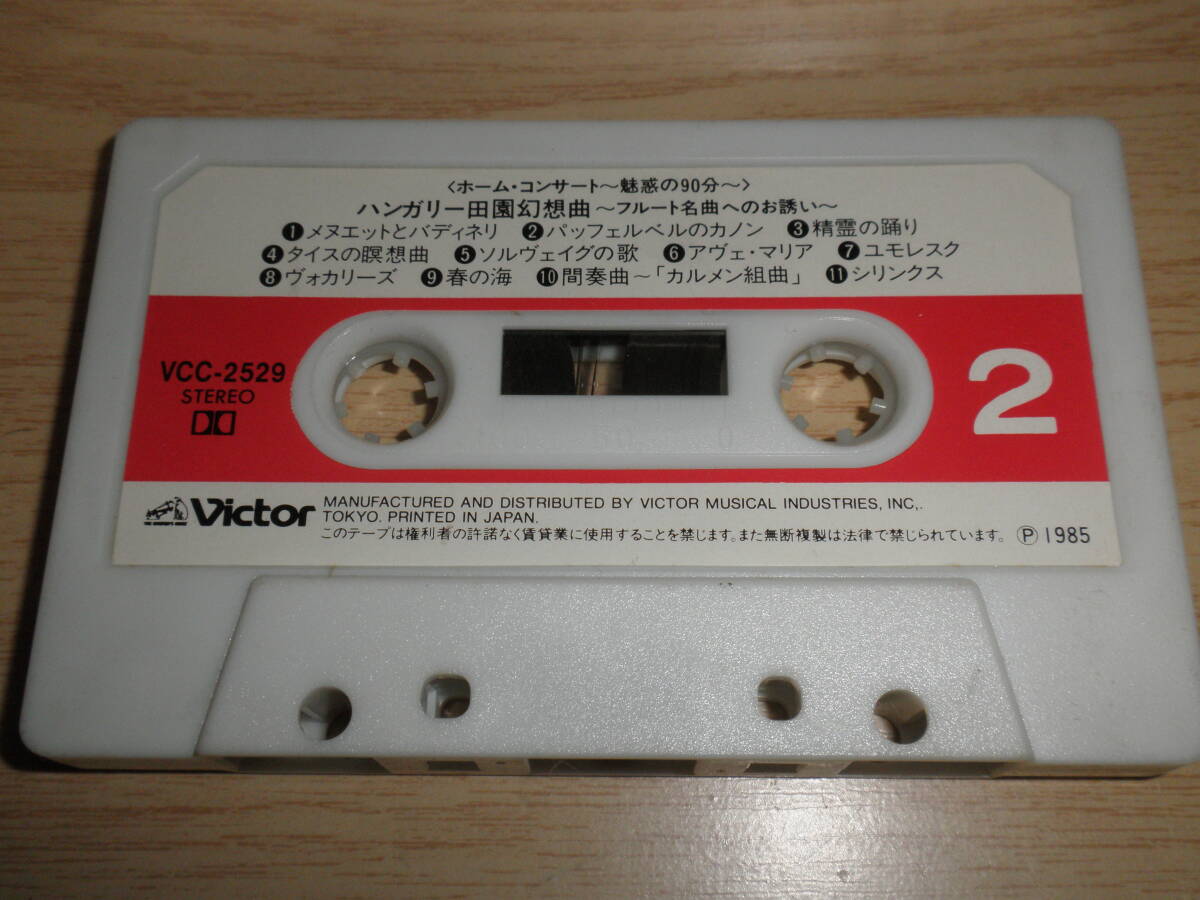 〈ホーム・コンサート～魅惑の90分～〉
ハンガリー田園幻想曲～フルート名曲へのお誘い～
❶メヌエットとバディネリ ❷パッフェルベルのカノン ❸精霊の踊り
❹タイスの瞑想曲 ❺ソルヴェイグの歌 ❻アヴェ・マリア ❼ユモレスク
❽ヴォカリーズ ❾春の海 ❿間奏曲～「カルメン組曲」 ⓫シリンクス
VCC-2529
STEREO
2
Victor
MANUFACTURED AND DISTRIBUTED BY VICTOR MUSICAL INDUSTRIES, INC,.
TOKYO. PRINTED IN JAPAN.
このテープは権利者の許諾なく賃貸業に使用することを禁じます。また無断複製は法律で禁じられています。 Ⓟ1985